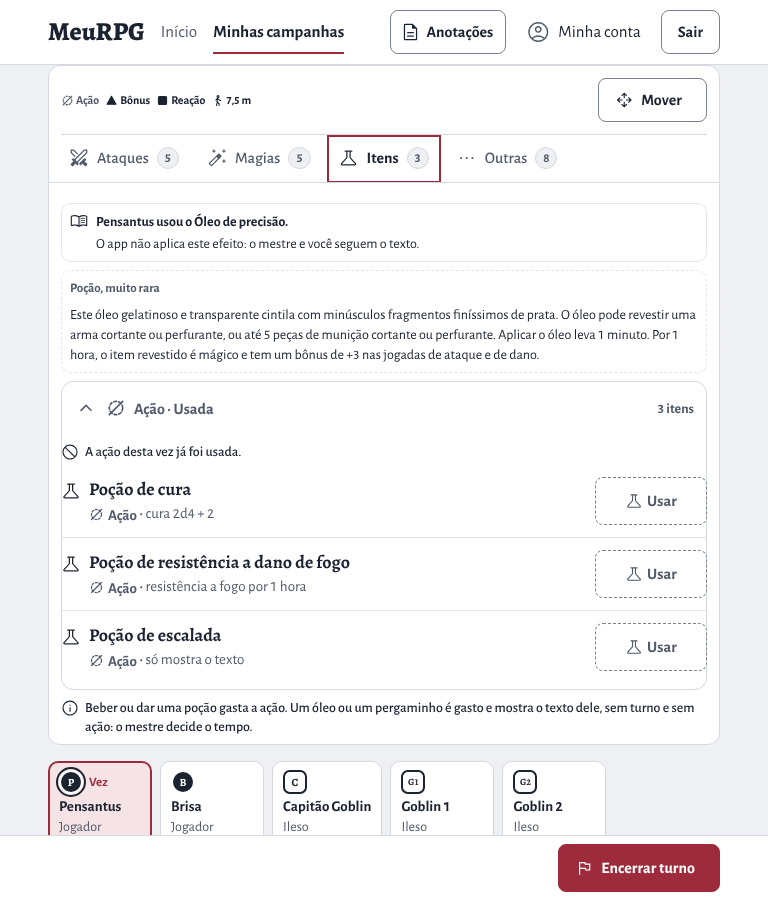 MeuRPG Início Minhas campanhas Anotações Minha conta Sair
Ação Bônus Reação 7,5 m Mover
Ataques 5 Magias 5 Itens 3 Outras 8
Pensantus usou o Óleo de precisão.
O app não aplica este efeito: o mestre e você seguem o texto.
Poção, muito rara
Este óleo gelatinoso e transparente cintila com minúsculos fragmentos finíssimos de prata. O óleo pode revestir uma
arma cortante ou perfurante, ou até 5 peças de munição cortante ou perfurante. Aplicar o óleo leva 1 minuto. Por 1
hora, o item revestido é mágico e tem um bônus de +3 nas jogadas de ataque e de dano.
Ação · Usada 3 itens
A ação desta vez já foi usada.
Poção de cura
Ação · cura 2d4 + 2
Usar
Poção de resistência a dano de fogo
Ação · resistência a fogo por 1 hora
Usar
Poção de escalada
Ação · só mostra o texto
Usar
Beber ou dar uma poção gasta a ação. Um óleo ou um pergaminho é gasto e mostra o texto dele, sem turno e sem
ação: o mestre decide o tempo.
P Vez
Pensantus
Jogador
B
Brisa
Jogador
C
Capitão Goblin
Ileso
G1
Goblin 1
Ileso
G2
Goblin 2
Ileso
Encerrar turno